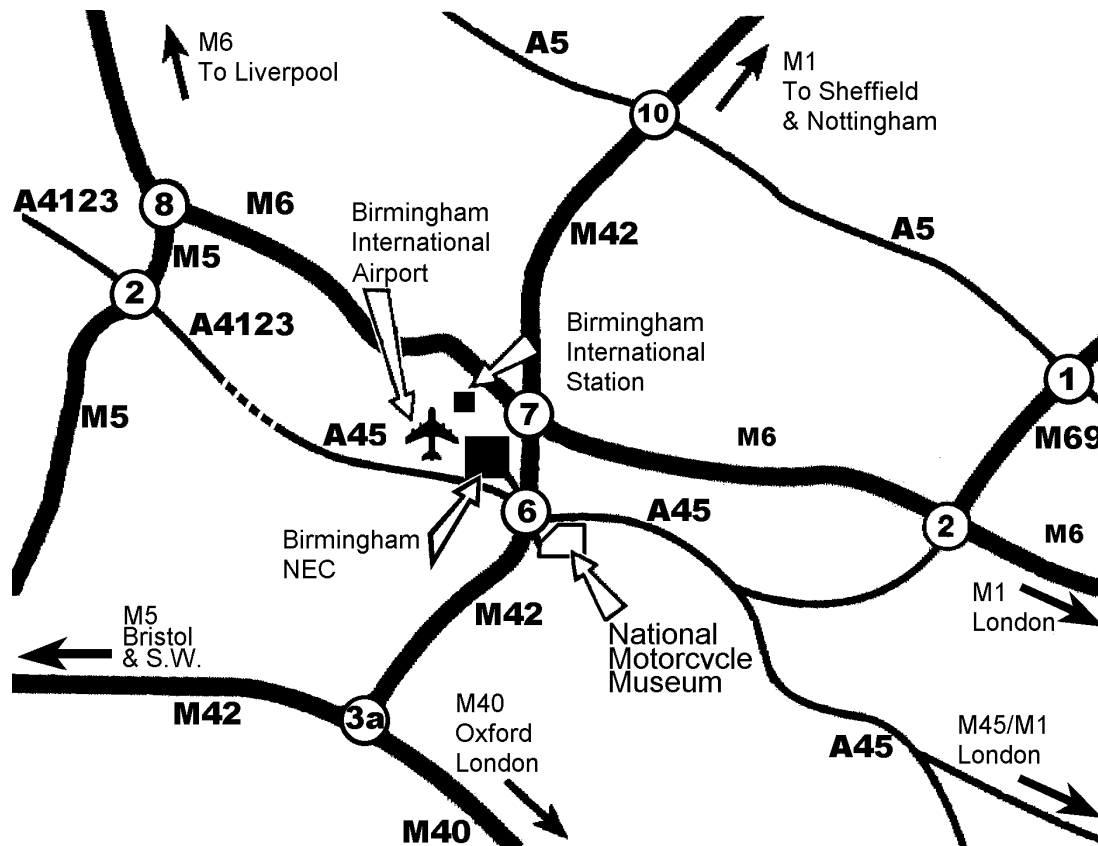 A5
M6
To Liverpool
M1
To Sheffield
& Nottingham
10
A4123
8
M6
Birmingham
International
Airport
M42
A5
M5
2
A4123
Birmingham
International
Station
1
M5
7
A45
M6
M69
6
A45
2
M6
Birmingham
NEC
M42
M1
London
M5
Bristol
& S.W.
National
Motorcvcle
Museum
M42
3a
M40
Oxford
London
A45
M45/M1
London
M40